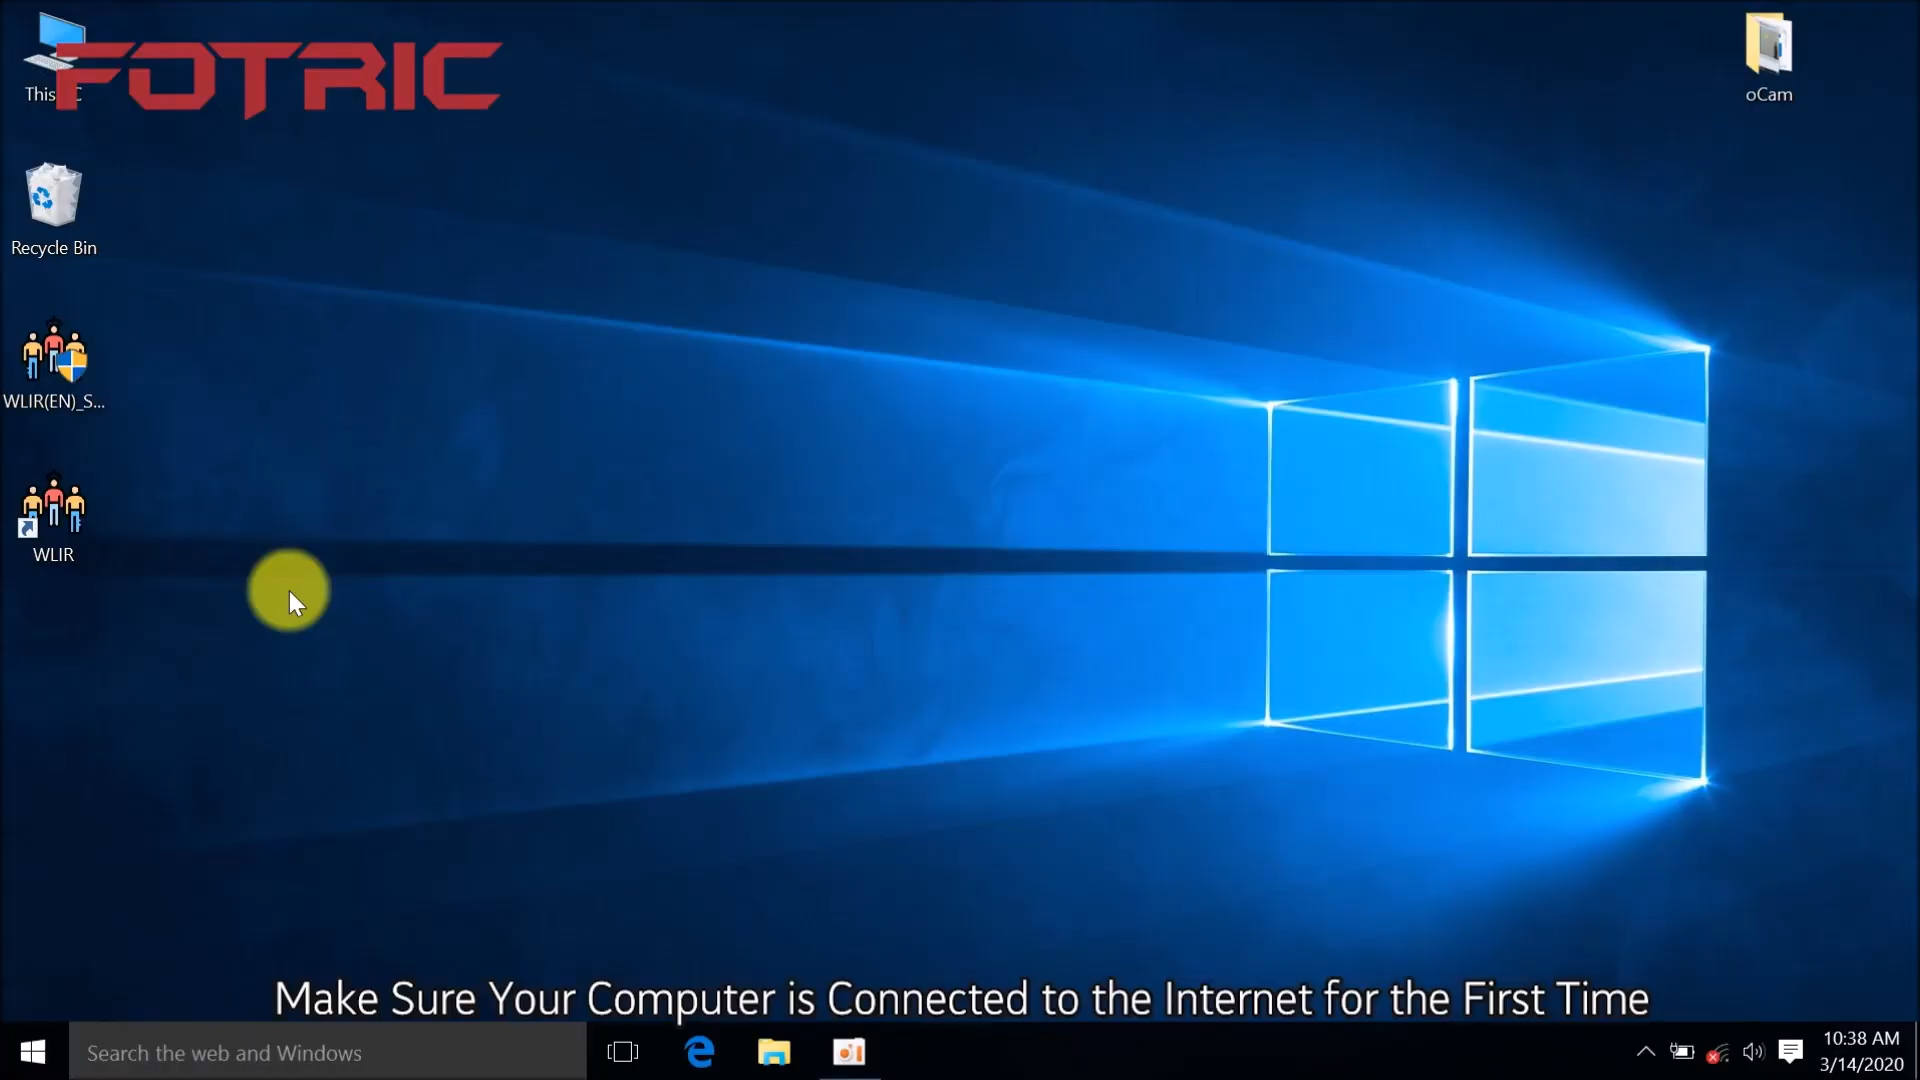 FOTRIC
This
oCam
Recycle Bin
WLIR(EN)_S...
WLIR
Make Sure Your Computer is Connected to the Internet for the First Time
Search the web and Windows
10:38 AM
3/14/2020